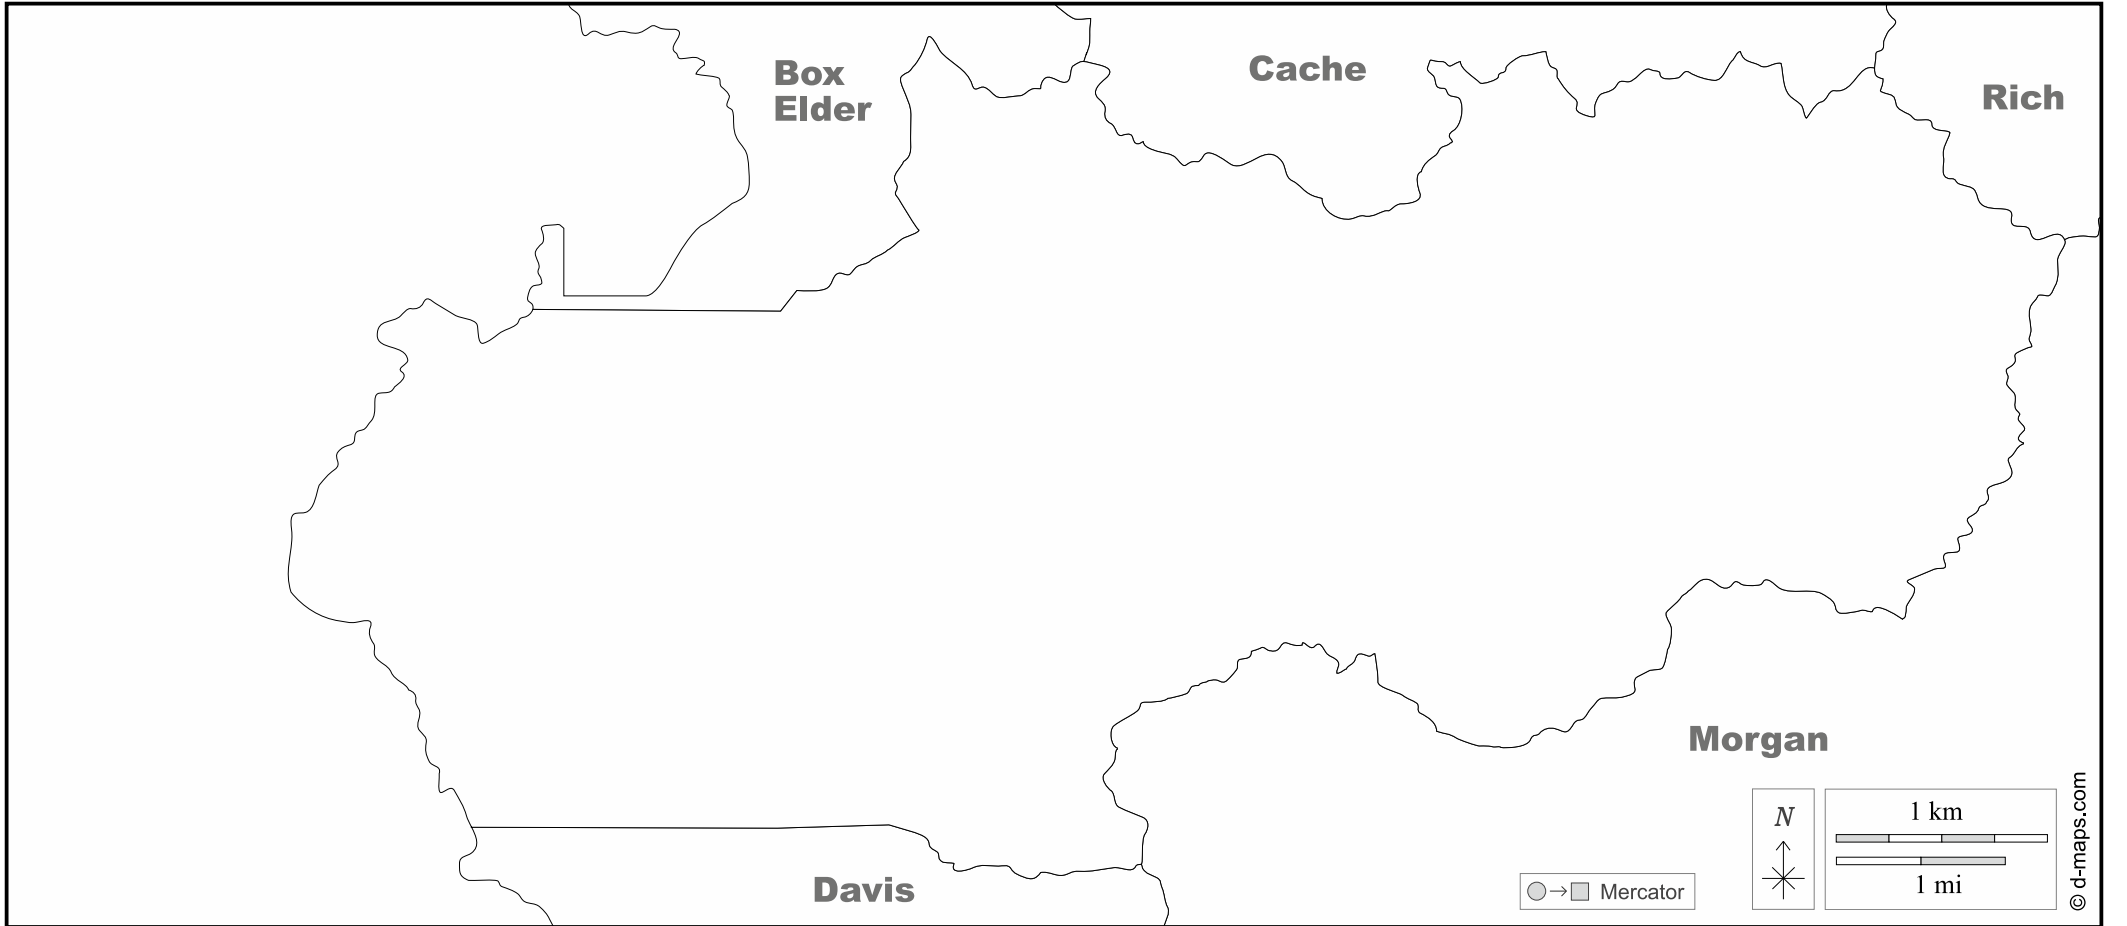 Box
Elder
Cache
Rich
Morgan
Davis
N
1 km
1 mi
Mercator
© d-maps.com